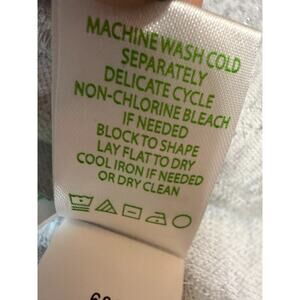 MACHINE WASH COLD
SEPARATELY
DELICATE CYCLE
NON-CHLORINE BLEACH
IF NEEDED
BLOCK TO SHAPE
LAY FLAT TO DRY
COOL IRON IF NEEDED
OR DRY CLEAN